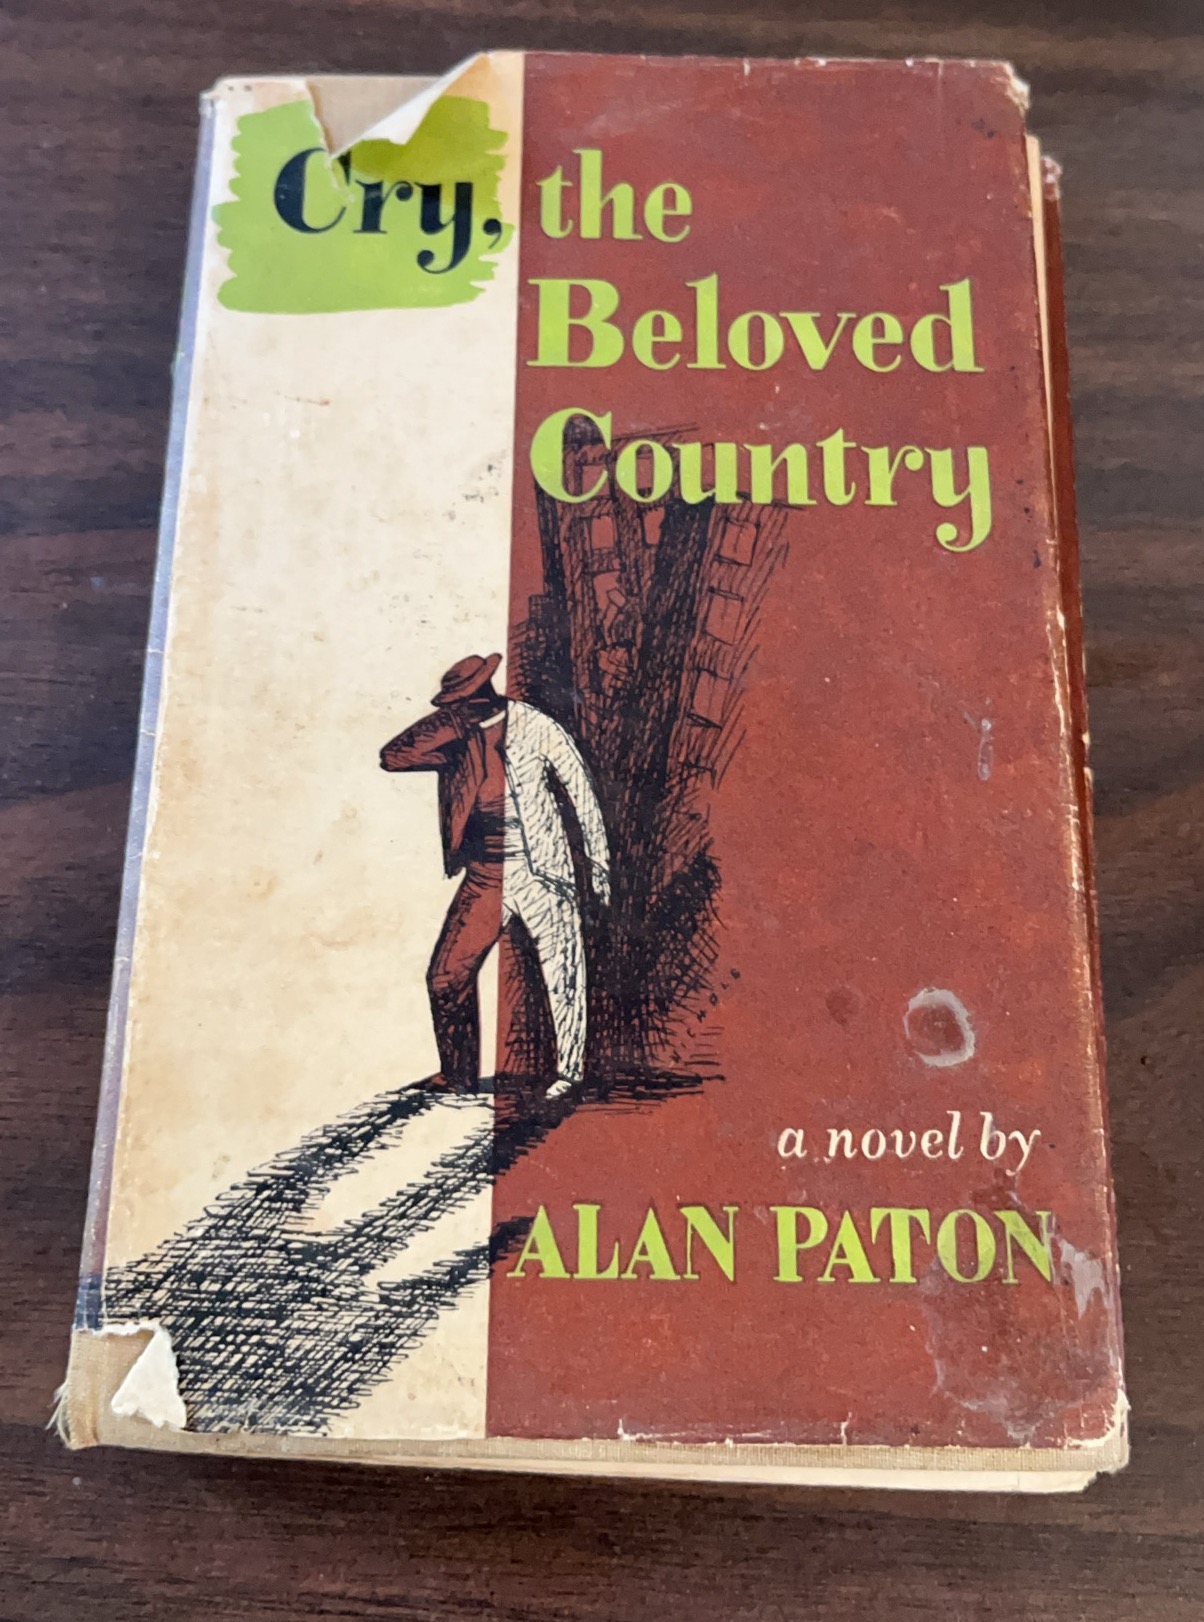 Cry, the
Beloved
Country
a novel by
ALAN PATON